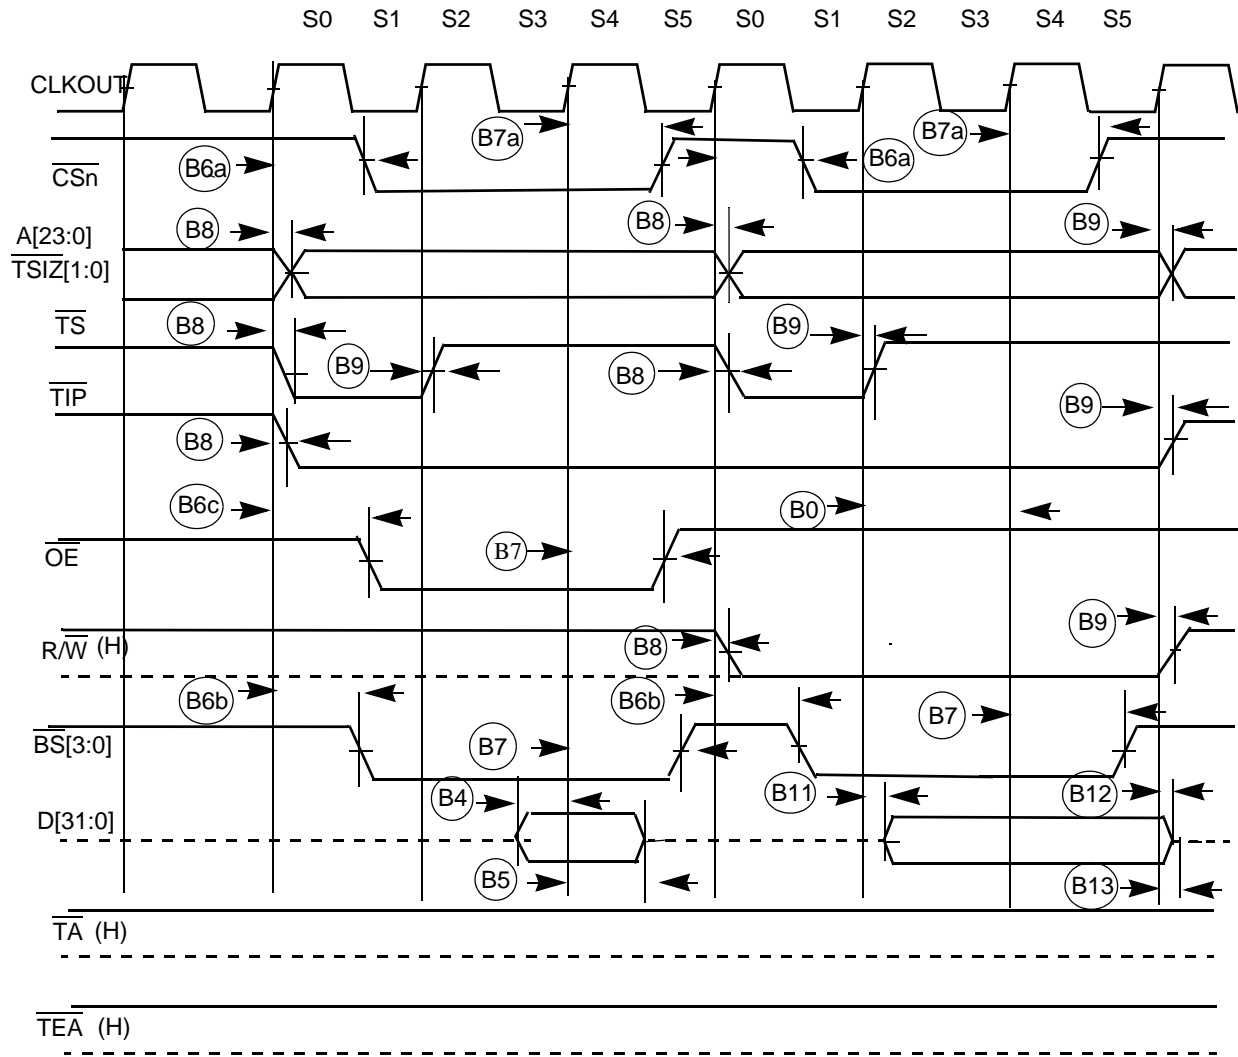 S0 S1 S2 S3 S4 S5 S0 S1 S2 S3 S4 S5
CLKOUT
B7a B7a
B6a B6a
CSn
B8 B8 B9
A[23:0]
TSIZ[1:0]
TS
B8 B9
B9 B8
TIP
B9
B8
B6c B0
B7
OE
B9
R/W (H)
B8
B6b B6b
B7
BS[3:0]
B7
B4 B11 B12
D[31:0]
B5 B13
TA (H)
TEA (H)